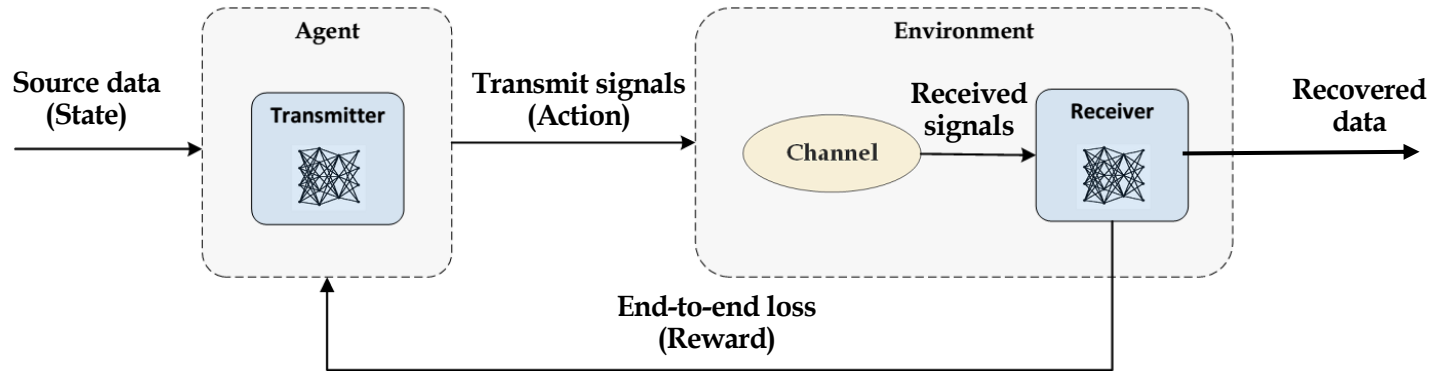 Agent
Environment
Source data
(State)
Transmitter
Transmit signals
(Action)
Channel
Received
signals
Receiver
Recovered
data
End-to-end loss
(Reward)